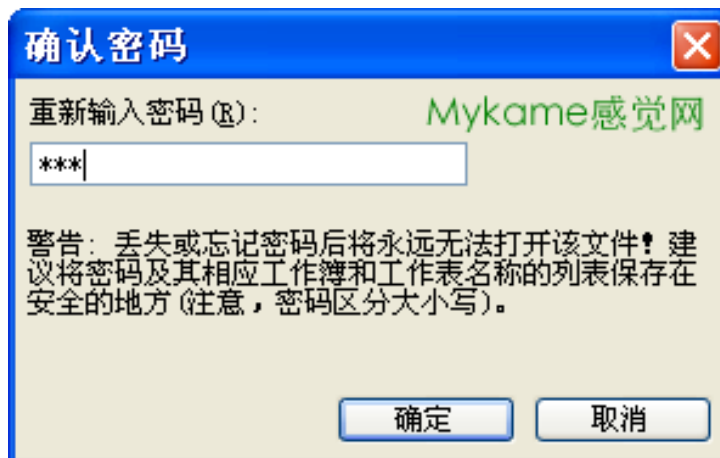 确认密码
重新输入密码(R):
Mykame感觉网
***
警告: 丢失或忘记密码后将永远无法打开该文件! 建
议将密码及其相应工作簿和工作表名称的列表保存在
安全的地方(注意,密码区分大小写)。
确定
取消